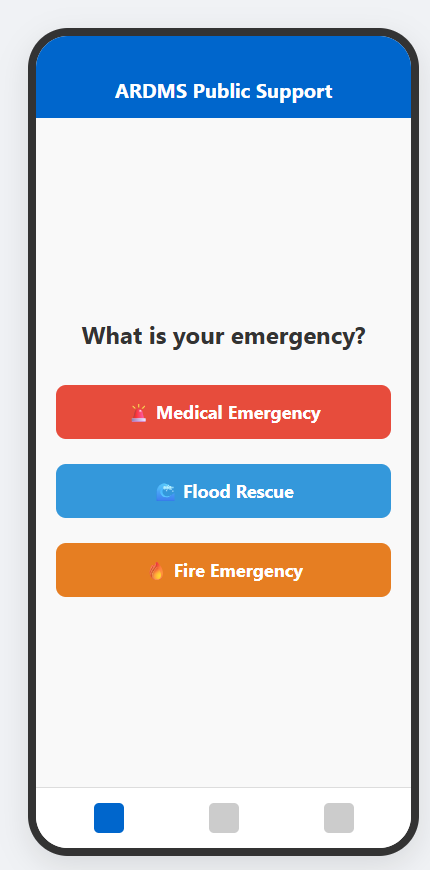 ARDMS Public Support
What is your emergency?
🚨 Medical Emergency
🌊 Flood Rescue
🔥 Fire Emergency